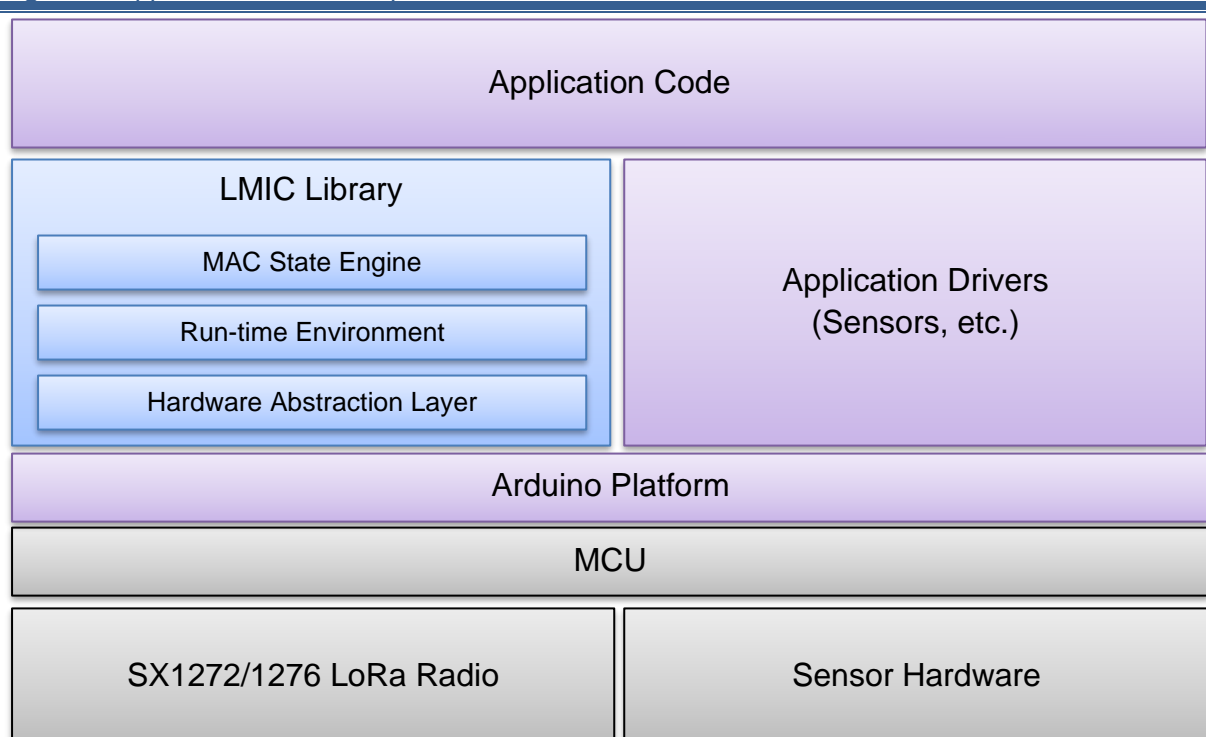 Application Code
LMIC Library
MAC State Engine
Run-time Environment
Hardware Abstraction Layer
Application Drivers
(Sensors, etc.)
Arduino Platform
MCU
SX1272/1276 LoRa Radio
Sensor Hardware